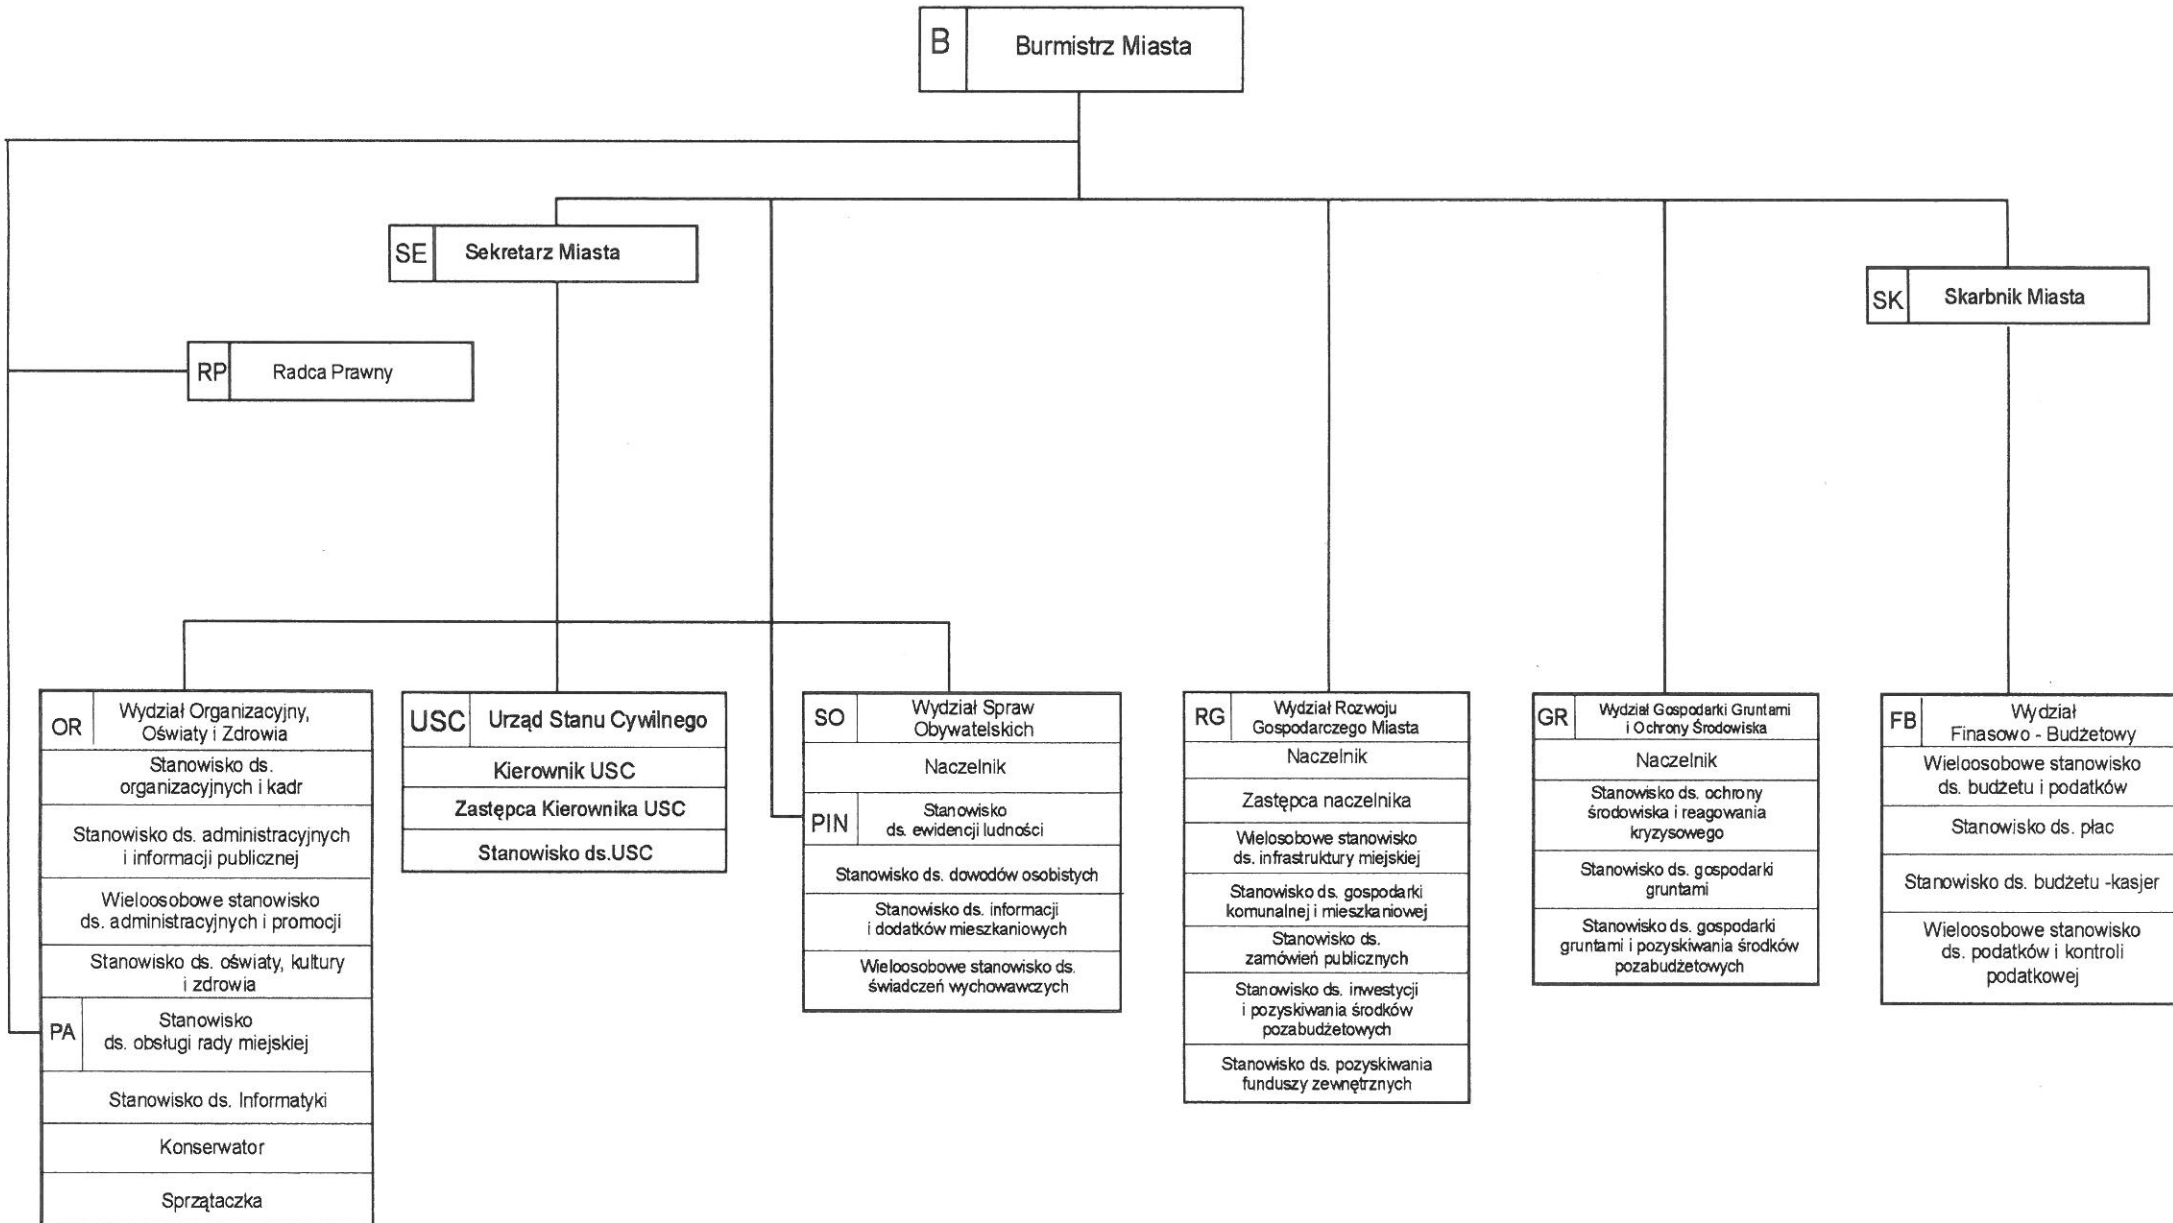 B
Burmistrz Miasta
SE
Sekretarz Miasta
SK
Skarbnik Miasta
RP
Radca Prawny
OR
Wydział Organizacyjny,
Oświaty i Zdrowia
Stanowisko ds.
organizacyjnych i kadr
Stanowisko ds. administracyjnych
i informacji publicznej
Wieloosobowe stanowisko
ds. administracyjnych i promocji
Stanowisko ds. oświaty, kultury
i zdrowia
PA
Stanowisko
ds. obsługi rady miejskiej
Stanowisko ds. Informatyki
Konserwator
Sprzątaczka
USC
Urząd Stanu Cywilnego
Kierownik USC
Zastępca Kierownika USC
Stanowisko ds.USC
SO
Wydział Spraw
Obywatelskich
Naczelnik
PIN
Stanowisko
ds. ewidencji ludności
Stanowisko ds. dowodów osobistych
Stanowisko ds. informacji
i dodatków mieszkaniowych
Wieloosobowe stanowisko ds.
świadczeń wychowawczych
RG
Wydział Rozwoju
Gospodarczego Miasta
Naczelnik
Zastępca naczelnika
Wielosobowe stanowisko
ds. infrastruktury miejskiej
Stanowisko ds. gospodarki
komunalnej i mieszkaniowej
Stanowisko ds.
zamówień publicznych
Stanowisko ds. inwestycji
i pozyskiwania środków
pozabudżetowych
Stanowisko ds. pozyskiwania
funduszy zewnętrznych
GR
Wydział Gospodarki Gruntami
i Ochrony Środowiska
Naczelnik
Stanowisko ds. ochrony
środowiska i reagowania
kryzysowego
Stanowisko ds. gospodarki
gruntami
Stanowisko ds. gospodarki
gruntami i pozyskiwania środków
pozabudżetowych
FB
Wydział
Finasowo - Budżetowy
Wieloosobowe stanowisko
ds. budżetu i podatków
Stanowisko ds. płac
Stanowisko ds. budżetu -kasjer
Wieloosobowe stanowisko
ds. podatków i kontroli
podatkowej